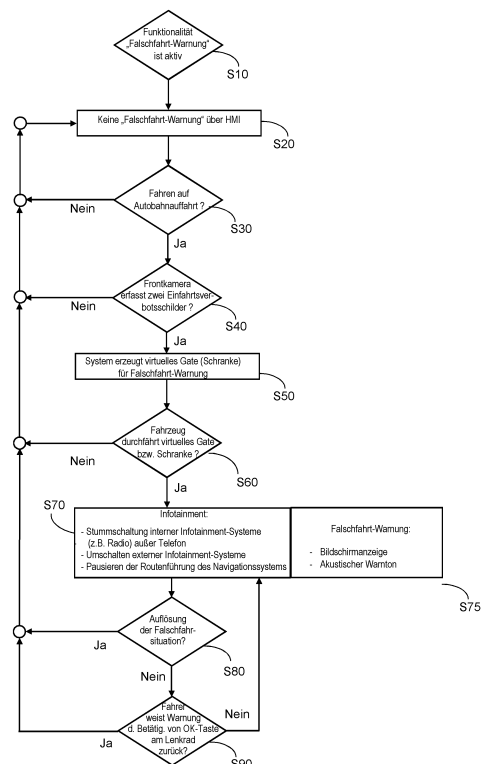 Funktionalität
„Falschfahrt-Warnung"
ist aktiv
S10
Keine „Falschfahrt-Warnung" über HMI
S20
Fahren auf
Autobahnauffahrt ?
S30
Nein
Ja
Frontkamera
erfasst zwei Einfahrtsver-
botsschilder ?
S40
Nein
Ja
System erzeugt virtuelles Gate (Schranke)
für Falschfahrt-Warnung
S50
Fahrzeug
durchfährt virtuelles Gate
bzw. Schranke ?
S60
Nein
Ja
S70
Infotainment:
- Stummschaltung interner Infotainment-Systeme
- (z.B. Radio) außer Telefon
- Umschalten externer Infotainment-Systeme
- Pausieren der Routenführung des Navigationssystems
Falschfahrt-Warnung:
- Bildschirmanzeige
- Akustischer Warnton
S75
Auflösung
der Falschfahr-
situation?
S80
Ja
Nein
Fahrer
weist Warnung
d. Betätig. von OK-Taste
am Lenkrad
zurück?
S90
Ja
Nein